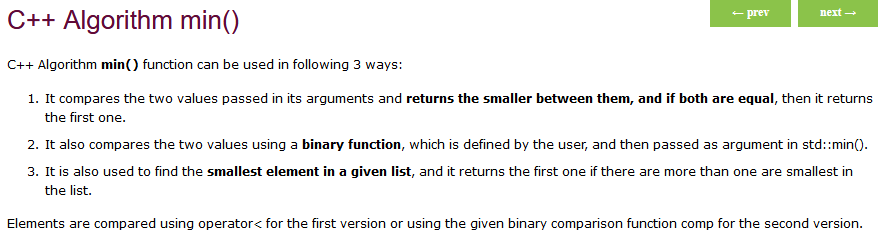 C++ Algorithm min()
← prev
next →
C++ Algorithm min() function can be used in following 3 ways:
1. It compares the two values passed in its arguments and returns the smaller between them, and if both are equal, then it returns
the first one.
2. It also compares the two values using a binary function, which is defined by the user, and then passed as argument in std::min().
3. It is also used to find the smallest element in a given list, and it returns the first one if there are more than one are smallest in
the list.
Elements are compared using operator< for the first version or using the given binary comparison function comp for the second version.